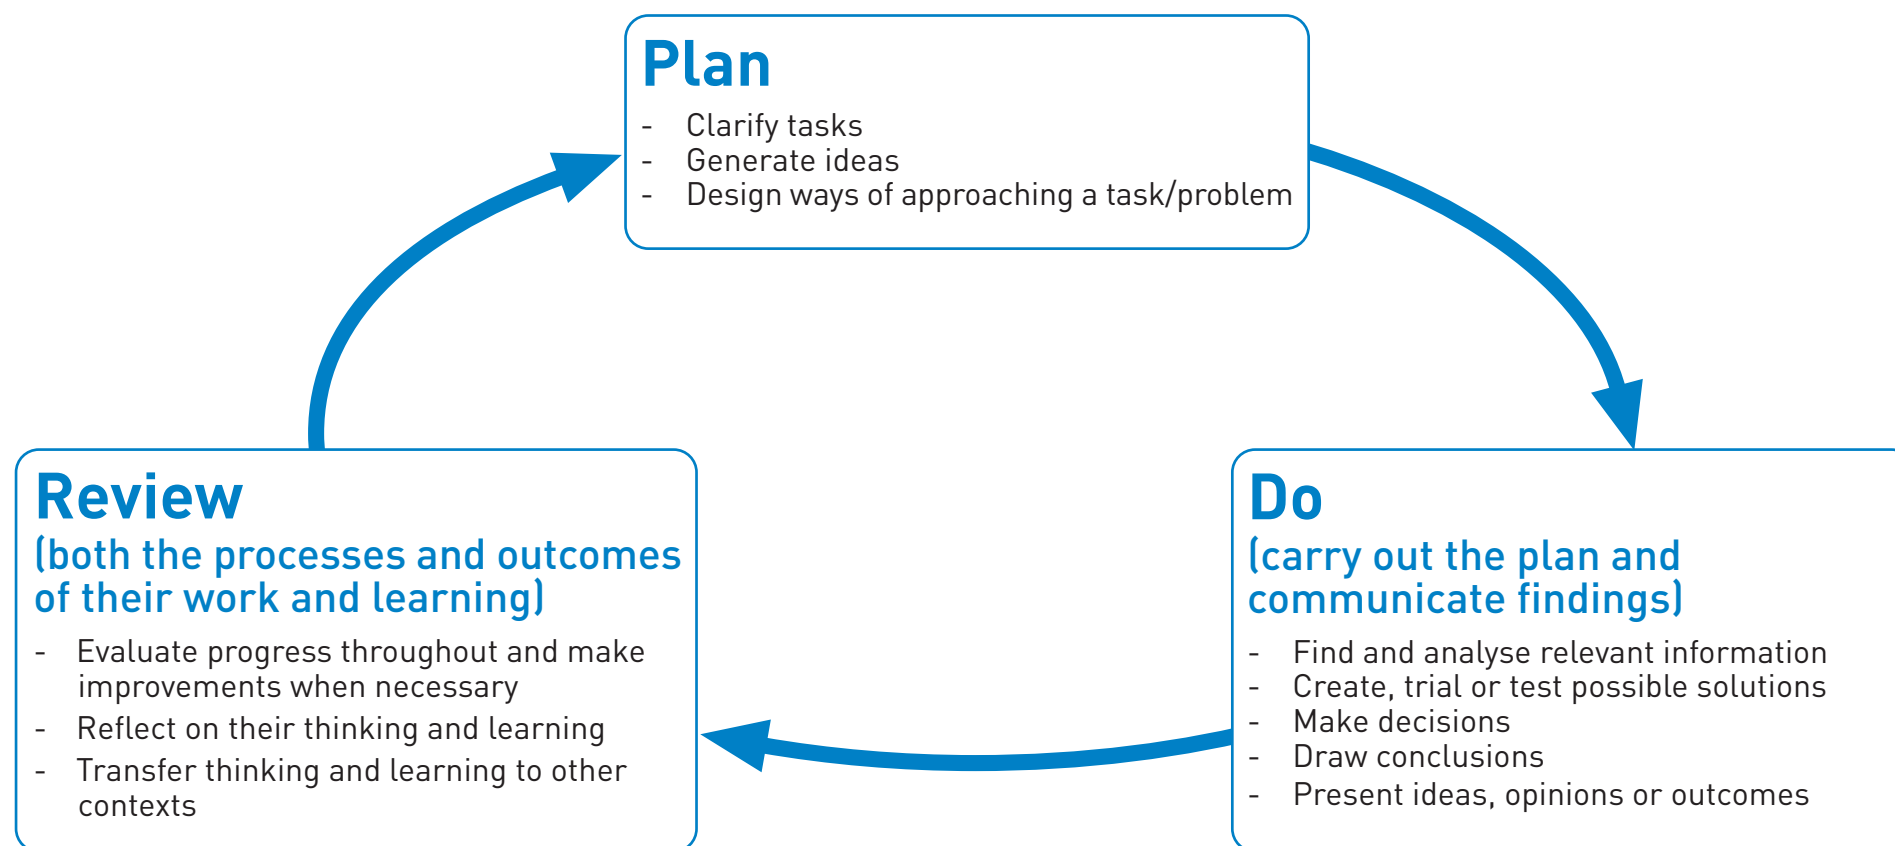 Plan
- Clarify tasks
- Generate ideas
- Design ways of approaching a task/problem
Review
(both the processes and outcomes
of their work and learning)
- Evaluate progress throughout and make
improvements when necessary
- Reflect on their thinking and learning
- Transfer thinking and learning to other
contexts
Do
(carry out the plan and
communicate findings)
- Find and analyse relevant information
- Create, trial or test possible solutions
- Make decisions
- Draw conclusions
- Present ideas, opinions or outcomes